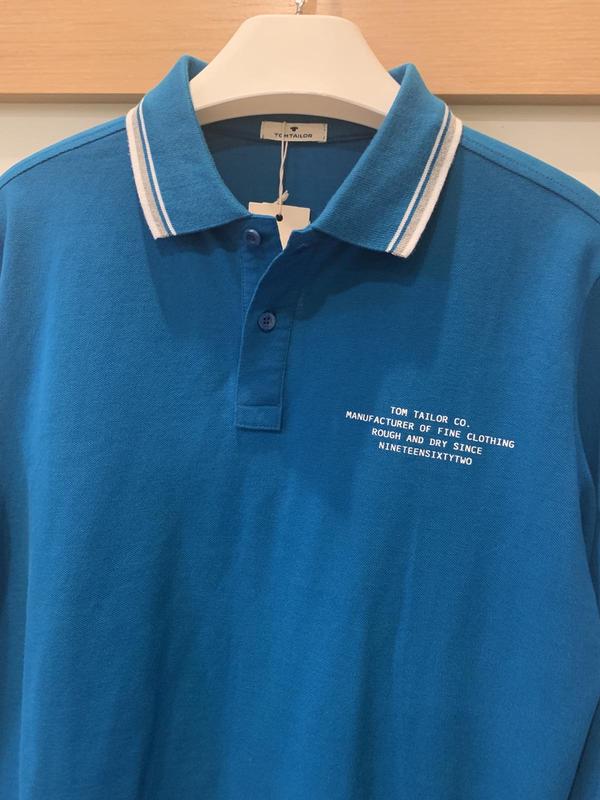 TOM TAILOR
TOM TAILOR CO.
MANUFACTURER OF FINE CLOTHING
ROUGH AND DRY SINCE
NINETEENSIXTYTWO